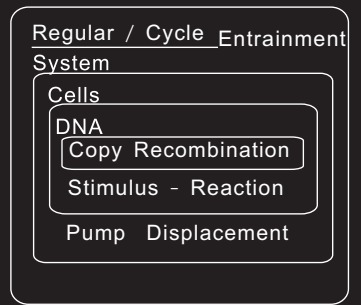 Regular / Cycle Entrainment
System
Cells
DNA
Copy Recombination
Stimulus - Reaction
Pump Displacement